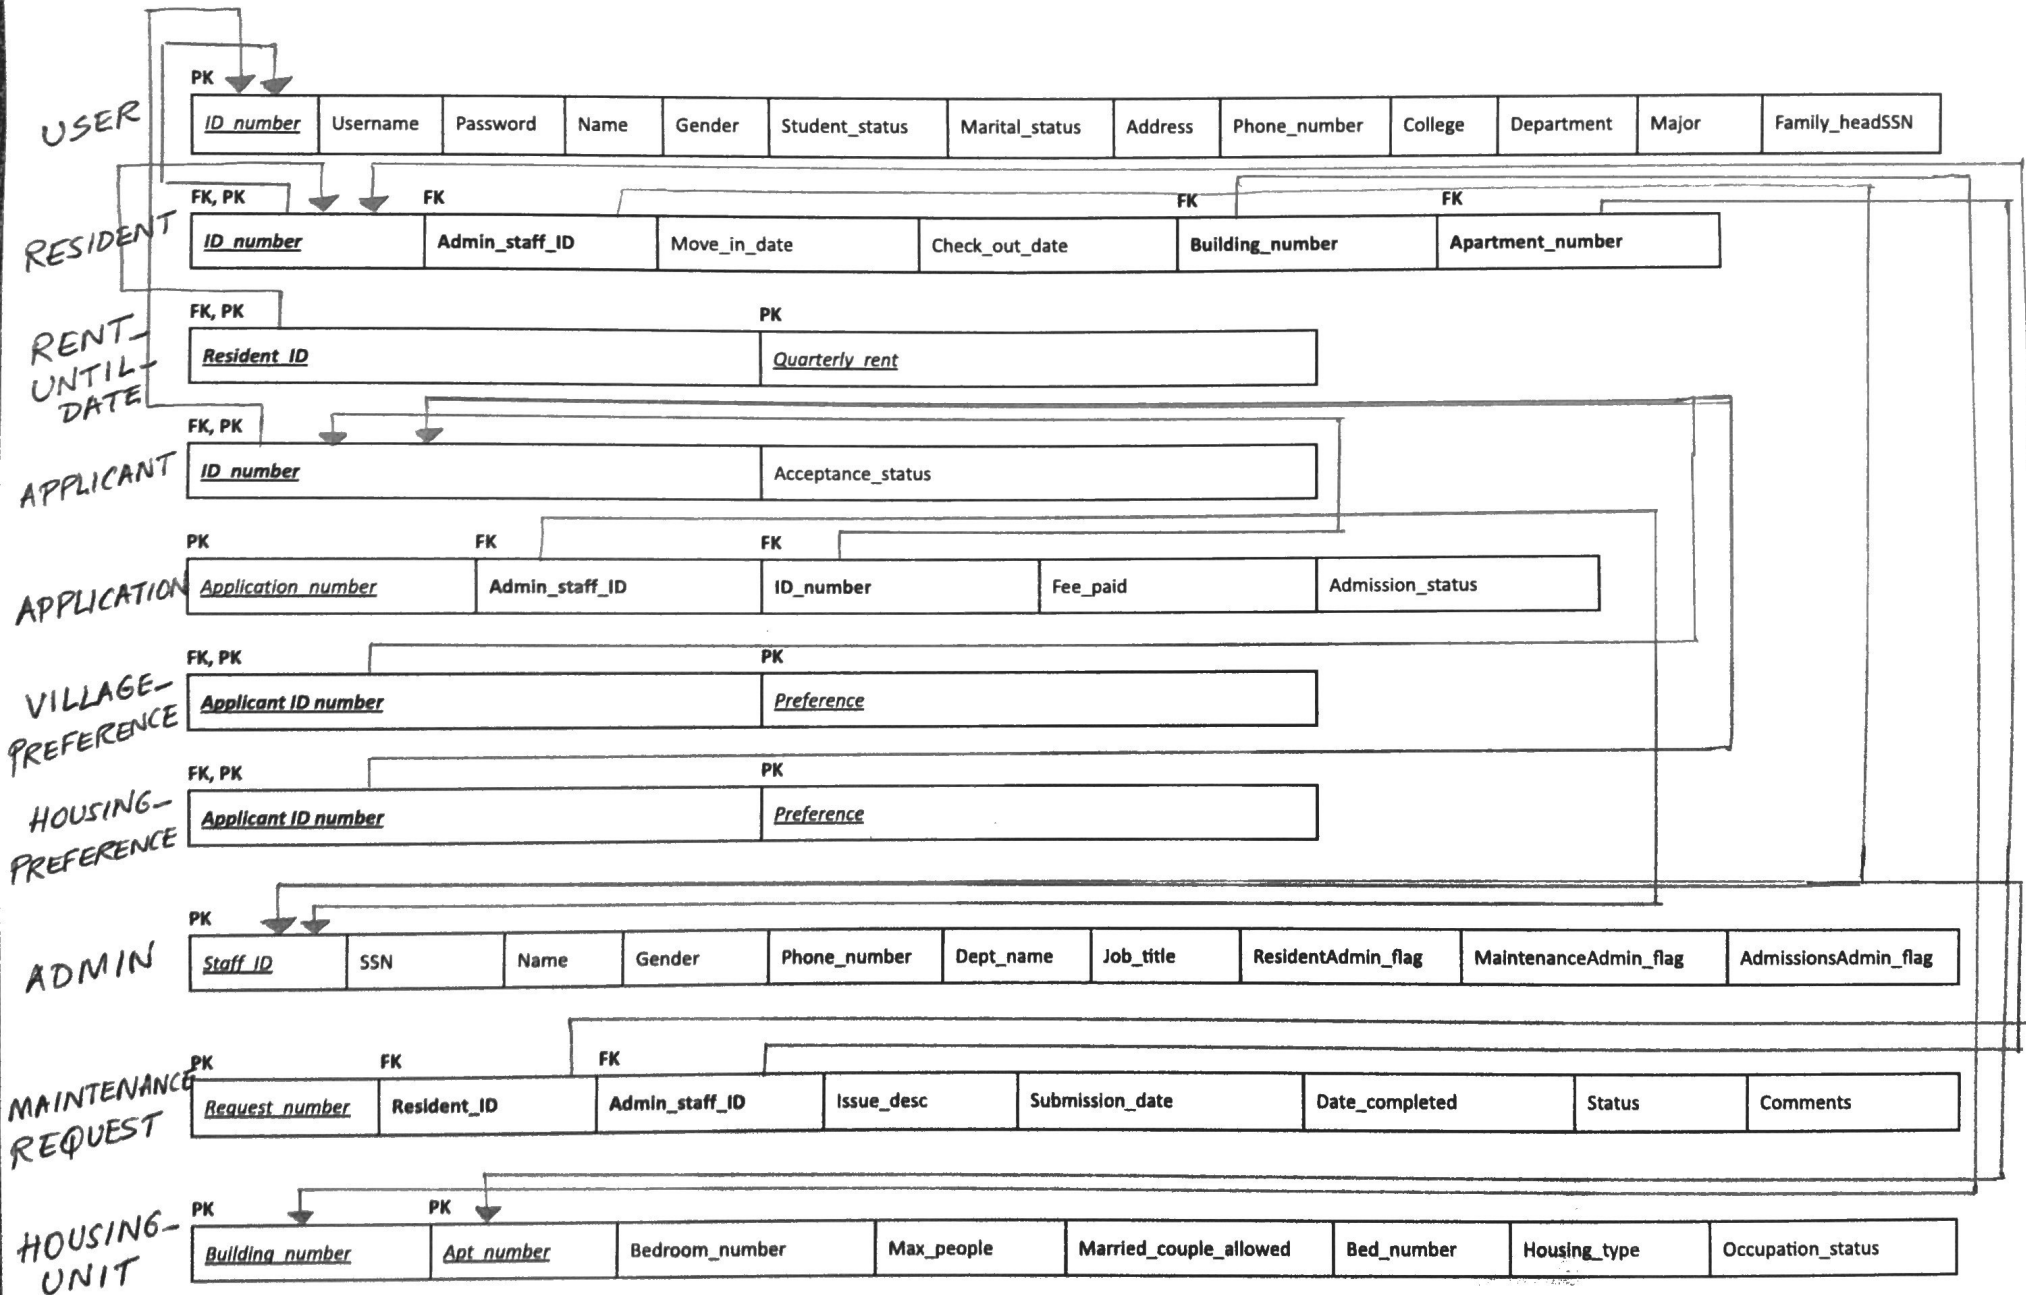 PK
USER
ID_number Username Password Name Gender Student_status Marital_status Address Phone_number College Department Major Family_headSSN
FK, PK FK FK FK
RESIDENT
ID_number Admin_staff_ID Move_in_date Check_out_date Building_number Apartment_number
FK, PK PK
RENT_
UNTIL_
DATE
Resident_ID Quarterly_rent
FK, PK
APPLICANT
ID_number Acceptance_status
PK FK FK
APPLICATION
Application_number Admin_staff_ID ID_number Fee_paid Admission_status
FK, PK PK
VILLAGE_
PREFERENCE
Applicant ID number Preference
FK, PK PK
HOUSING_
PREFERENCE
Applicant ID number Preference
PK
ADMIN
Staff_ID SSN Name Gender Phone_number Dept_name Job_title ResidentAdmin_flag MaintenanceAdmin_flag AdmissionsAdmin_flag
PK FK FK
MAINTENANCE
REQUEST
Request_number Resident_ID Admin_staff_ID Issue_desc Submission_date Date_completed Status Comments
PK PK
HOUSING_
UNIT
Building_number Apt_number Bedroom_number Max_people Married_couple_allowed Bed_number Housing_type Occupation_status